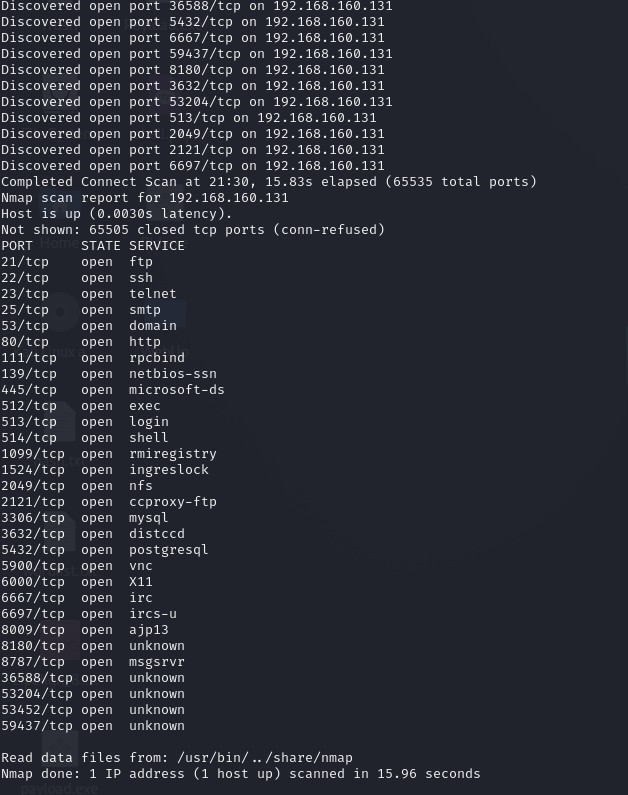 Discovered open port 36588/tcp on 192.168.160.131
Discovered open port 5432/tcp on 192.168.160.131
Discovered open port 6667/tcp on 192.168.160.131
Discovered open port 59437/tcp on 192.168.160.131
Discovered open port 8180/tcp on 192.168.160.131
Discovered open port 3632/tcp on 192.168.160.131
Discovered open port 53204/tcp on 192.168.160.131
Discovered open port 513/tcp on 192.168.160.131
Discovered open port 2049/tcp on 192.168.160.131
Discovered open port 2121/tcp on 192.168.160.131
Discovered open port 6697/tcp on 192.168.160.131
Completed Connect Scan at 21:30, 15.83s elapsed (65535 total ports)
Nmap scan report for 192.168.160.131
Host is up (0.0030s latency).
Not shown: 65505 closed tcp ports (conn-refused)
PORT      STATE SERVICE
21/tcp    open  ftp
22/tcp    open  ssh
23/tcp    open  telnet
25/tcp    open  smtp
53/tcp    open  domain
80/tcp    open  http
111/tcp   open  rpcbind
139/tcp   open  netbios-ssn
445/tcp   open  microsoft-ds
512/tcp   open  exec
513/tcp   open  login
514/tcp   open  shell
1099/tcp  open  rmiregistry
1524/tcp  open  ingreslock
2049/tcp  open  nfs
2121/tcp  open  ccproxy-ftp
3306/tcp  open  mysql
3632/tcp  open  distccd
5432/tcp  open  postgresql
5900/tcp  open  vnc
6000/tcp  open  X11
6667/tcp  open  irc
6697/tcp  open  ircs-u
8009/tcp  open  ajp13
8180/tcp  open  unknown
8787/tcp  open  msgsrvr
36588/tcp open  unknown
53204/tcp open  unknown
53452/tcp open  unknown
59437/tcp open  unknown
Read data files from: /usr/bin/../share/nmap
Nmap done: 1 IP address (1 host up) scanned in 15.96 seconds
payload.exe